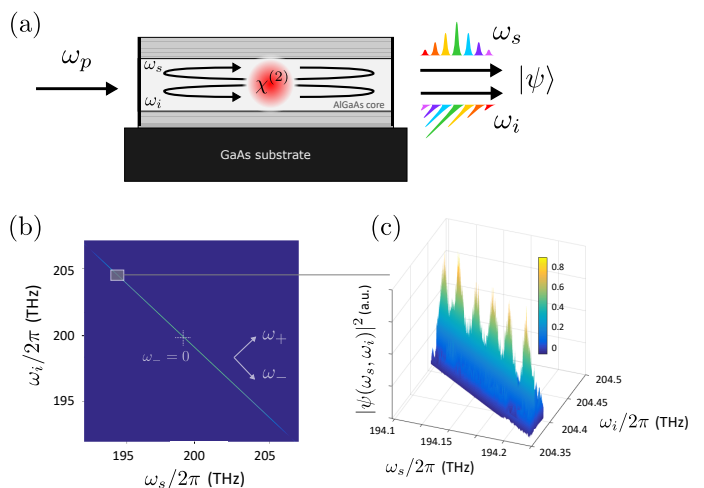 (a)
ω_p
ω_s
ω_i
χ^(2)
AlGaAs core
GaAs substrate
ω_s
|ψ⟩
ω_i
(b)
205
200
195
ω_i/2π (THz)
ω_- = 0
ω_+
ω_-
195
200
205
ω_s/2π (THz)
(c)
|ψ(ω_s, ω_i)|^2 (a.u.)
0.8
0.6
0.4
0.2
0
194.1
194.15
194.2
ω_s/2π (THz)
204.35
204.4
204.45
204.5
ω_i/2π (THz)